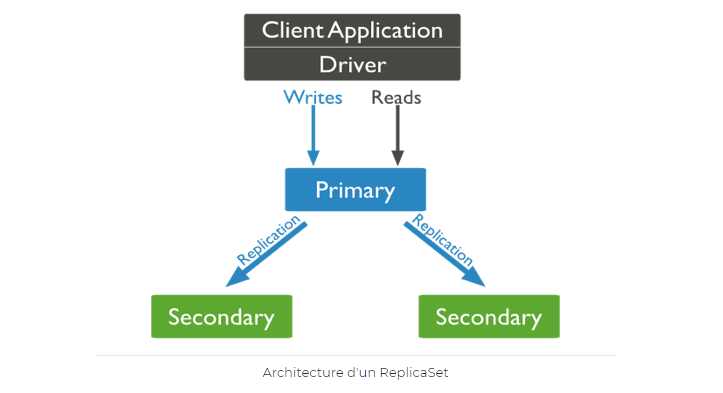 Client Application
Driver
Writes Reads
Primary
Replication Replication
Secondary Secondary
Architecture d'un ReplicaSet